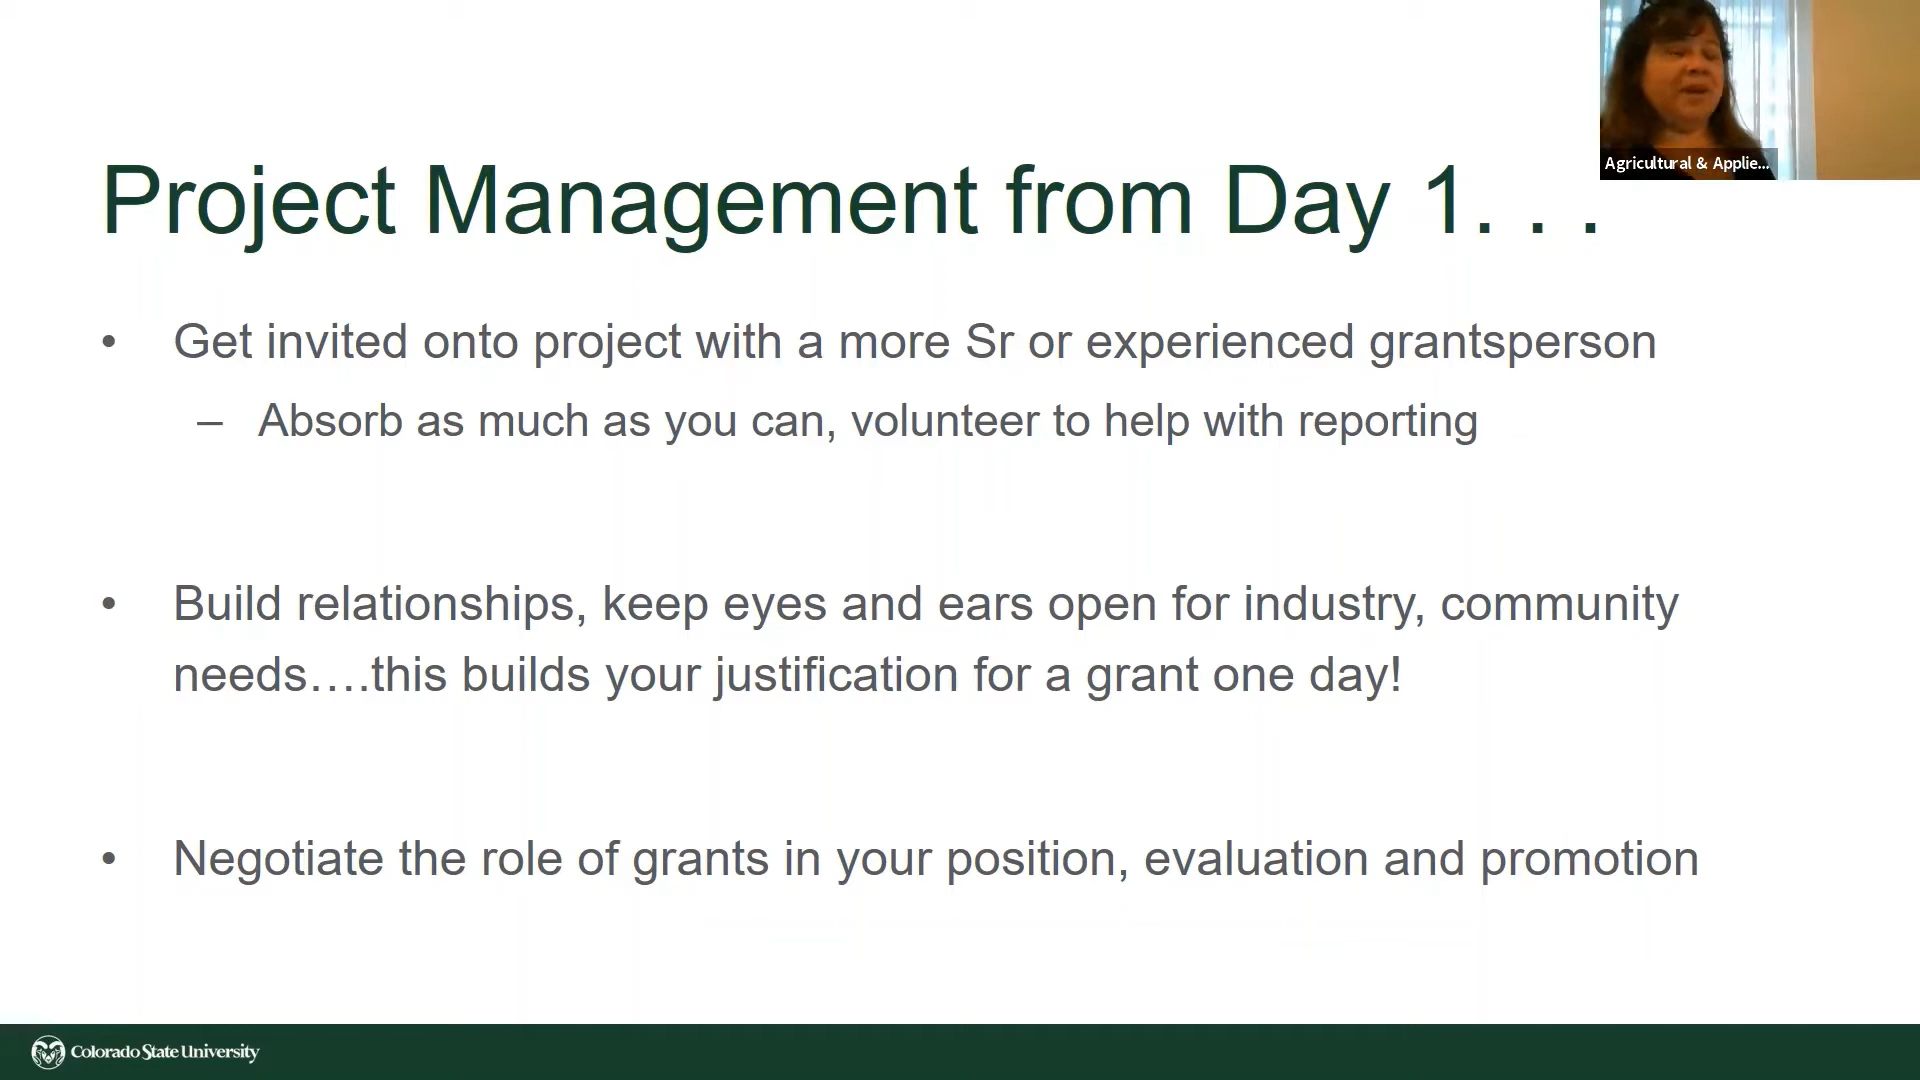 Agricultural & Applie...
Project Management from Day 1. . .
• Get invited onto project with a more Sr or experienced grantsperson
– Absorb as much as you can, volunteer to help with reporting
• Build relationships, keep eyes and ears open for industry, community
needs….this builds your justification for a grant one day!
• Negotiate the role of grants in your position, evaluation and promotion
Colorado State University